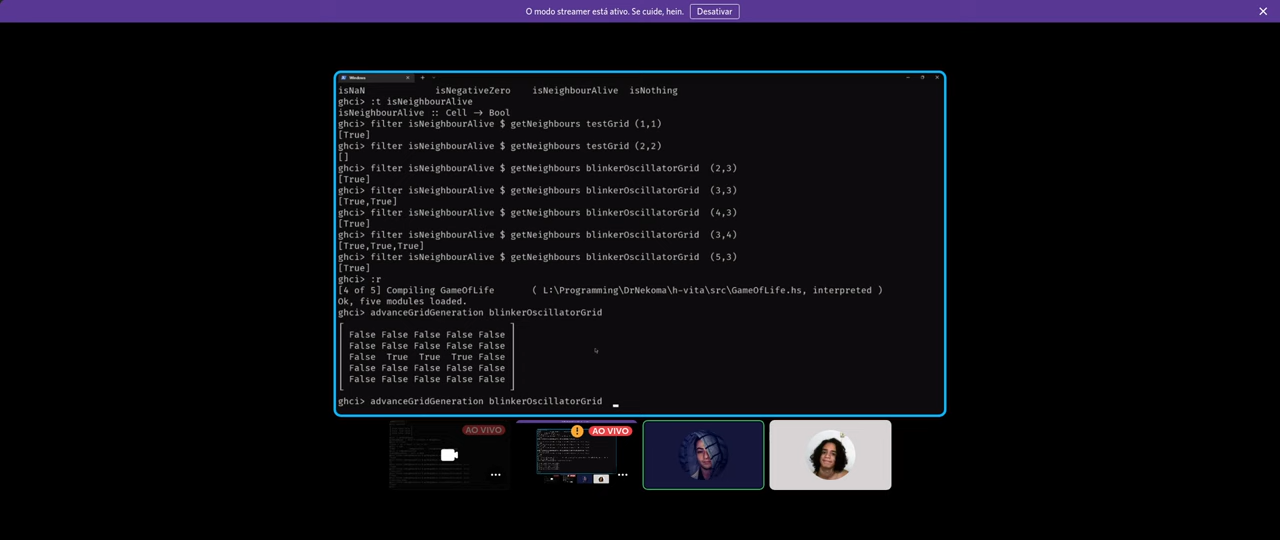 O modo streamer está ativo. Se cuide, hein. Desativar
Windows
isNaN isNegativeZero isNeighbourAlive isNothing
ghci> :t isNeighbourAlive
isNeighbourAlive :: Cell → Bool
ghci> filter isNeighbourAlive $ getNeighbours testGrid (1,1)
[True]
ghci> filter isNeighbourAlive $ getNeighbours testGrid (2,2)
[]
ghci> filter isNeighbourAlive $ getNeighbours blinkerOscillatorGrid (2,3)
[True]
ghci> filter isNeighbourAlive $ getNeighbours blinkerOscillatorGrid (3,3)
[True,True]
ghci> filter isNeighbourAlive $ getNeighbours blinkerOscillatorGrid (4,3)
[True]
ghci> filter isNeighbourAlive $ getNeighbours blinkerOscillatorGrid (3,4)
[True,True,True]
ghci> filter isNeighbourAlive $ getNeighbours blinkerOscillatorGrid (5,3)
[True]
ghci> :r
[4 of 5] Compiling GameOfLife ( L:\Programming\DrNekoma\h-vita\src\GameOfLife.hs, interpreted )
Ok, five modules loaded.
ghci> advanceGridGeneration blinkerOscillatorGrid
False False False False False
False False False False False
False True True True False
False False False False False
False False False False False
ghci> advanceGridGeneration blinkerOscillatorGrid
AO VIVO
AO VIVO